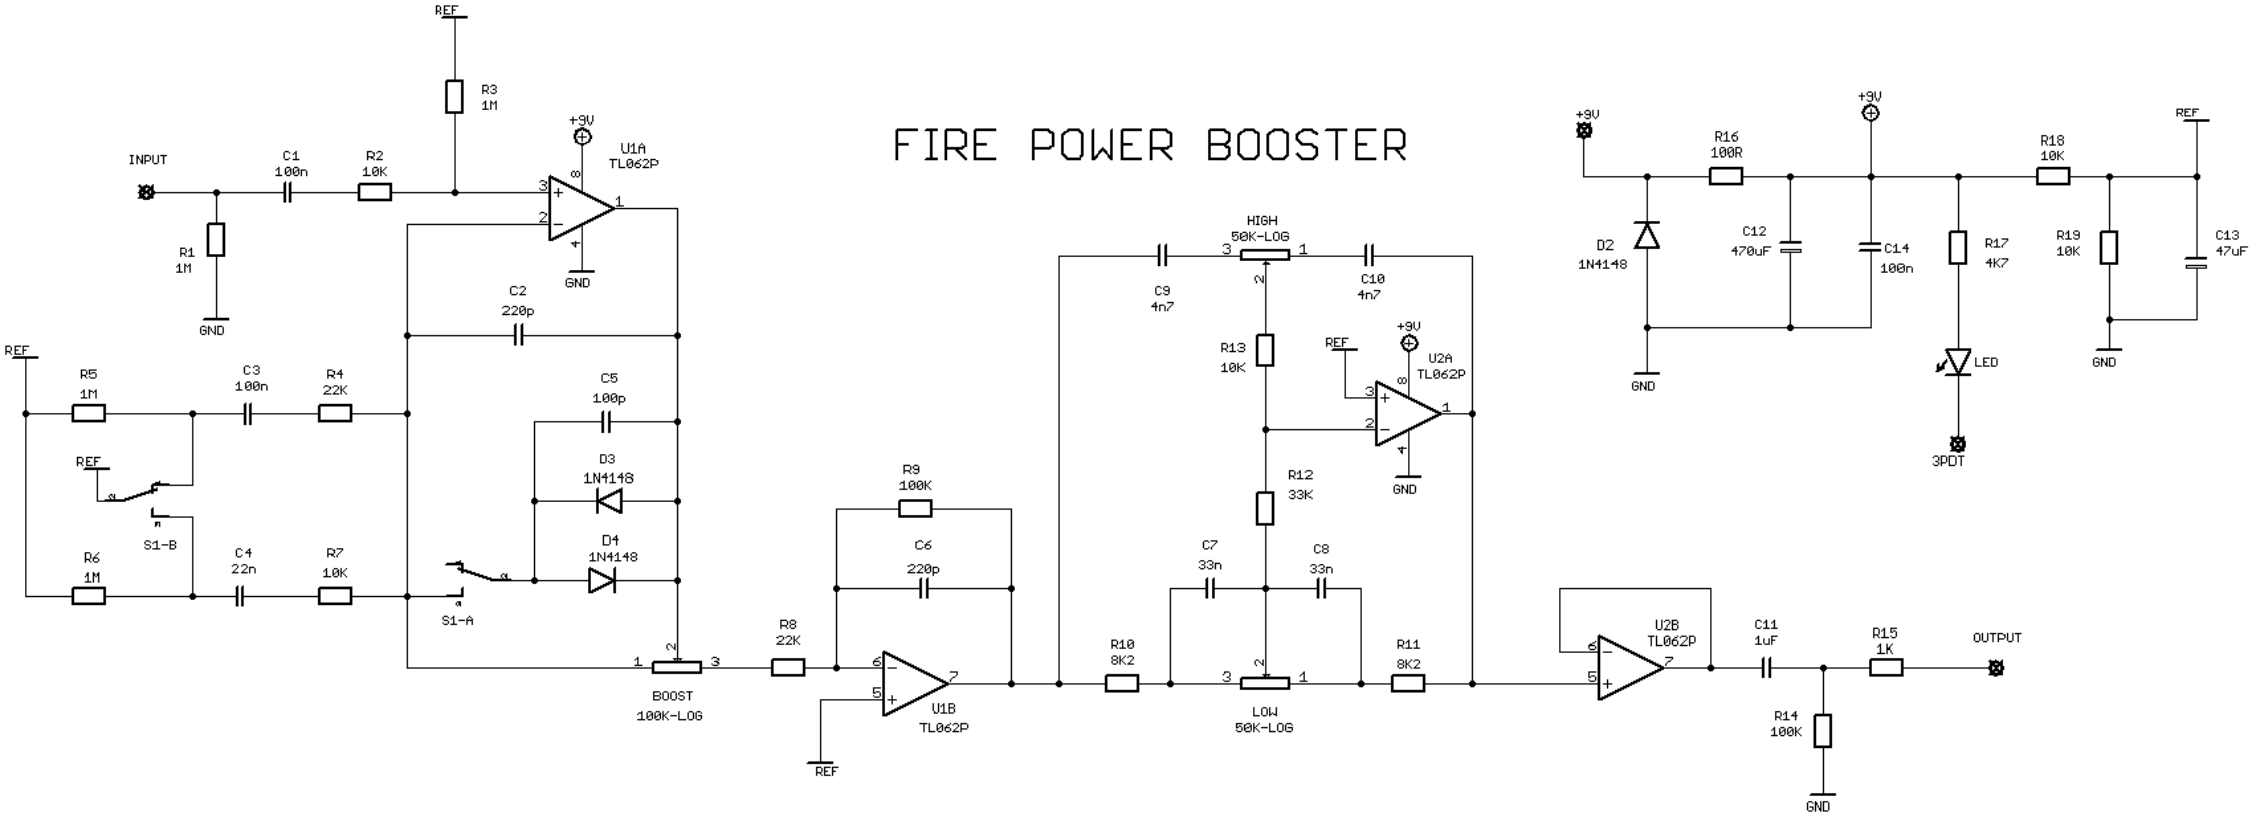 FIRE POWER BOOSTER
REF
R3
1M
INPUT
C1
100n
R2
10K
R1
1M
GND
+9V
U1A
TL062P
8
3
2
1
4
GND
C2
220p
REF
R5
1M
C3
100n
R4
22K
REF
2
1
3
S1-B
R6
1M
C4
22n
R7
10K
C5
100p
D3
1N4148
D4
1N4148
2
S1-A
1
2
3
BOOST
100K-LOG
R8
22K
R9
100K
C6
220p
6
5
7
U1B
TL062P
REF
HIGH
50K-LOG
3
1
2
C9
4n7
C10
4n7
R13
10K
REF
+9V
U2A
TL062P
8
3
2
1
4
GND
R12
33K
C7
33n
C8
33n
R10
8K2
3
2
1
LOW
50K-LOG
R11
8K2
6
5
7
U2B
TL062P
C11
1uF
R15
1K
OUTPUT
R14
100K
GND
+9V
D2
1N4148
GND
R16
100R
C12
470uF
+9V
C14
100n
R17
4K7
LED
3PDT
R18
10K
R19
10K
REF
C13
47uF
GND